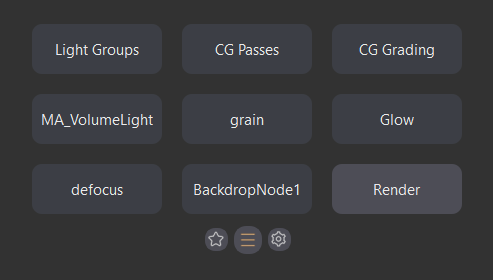 Light Groups
CG Passes
CG Grading
MA_VolumeLight
grain
Glow
defocus
BackdropNode1
Render